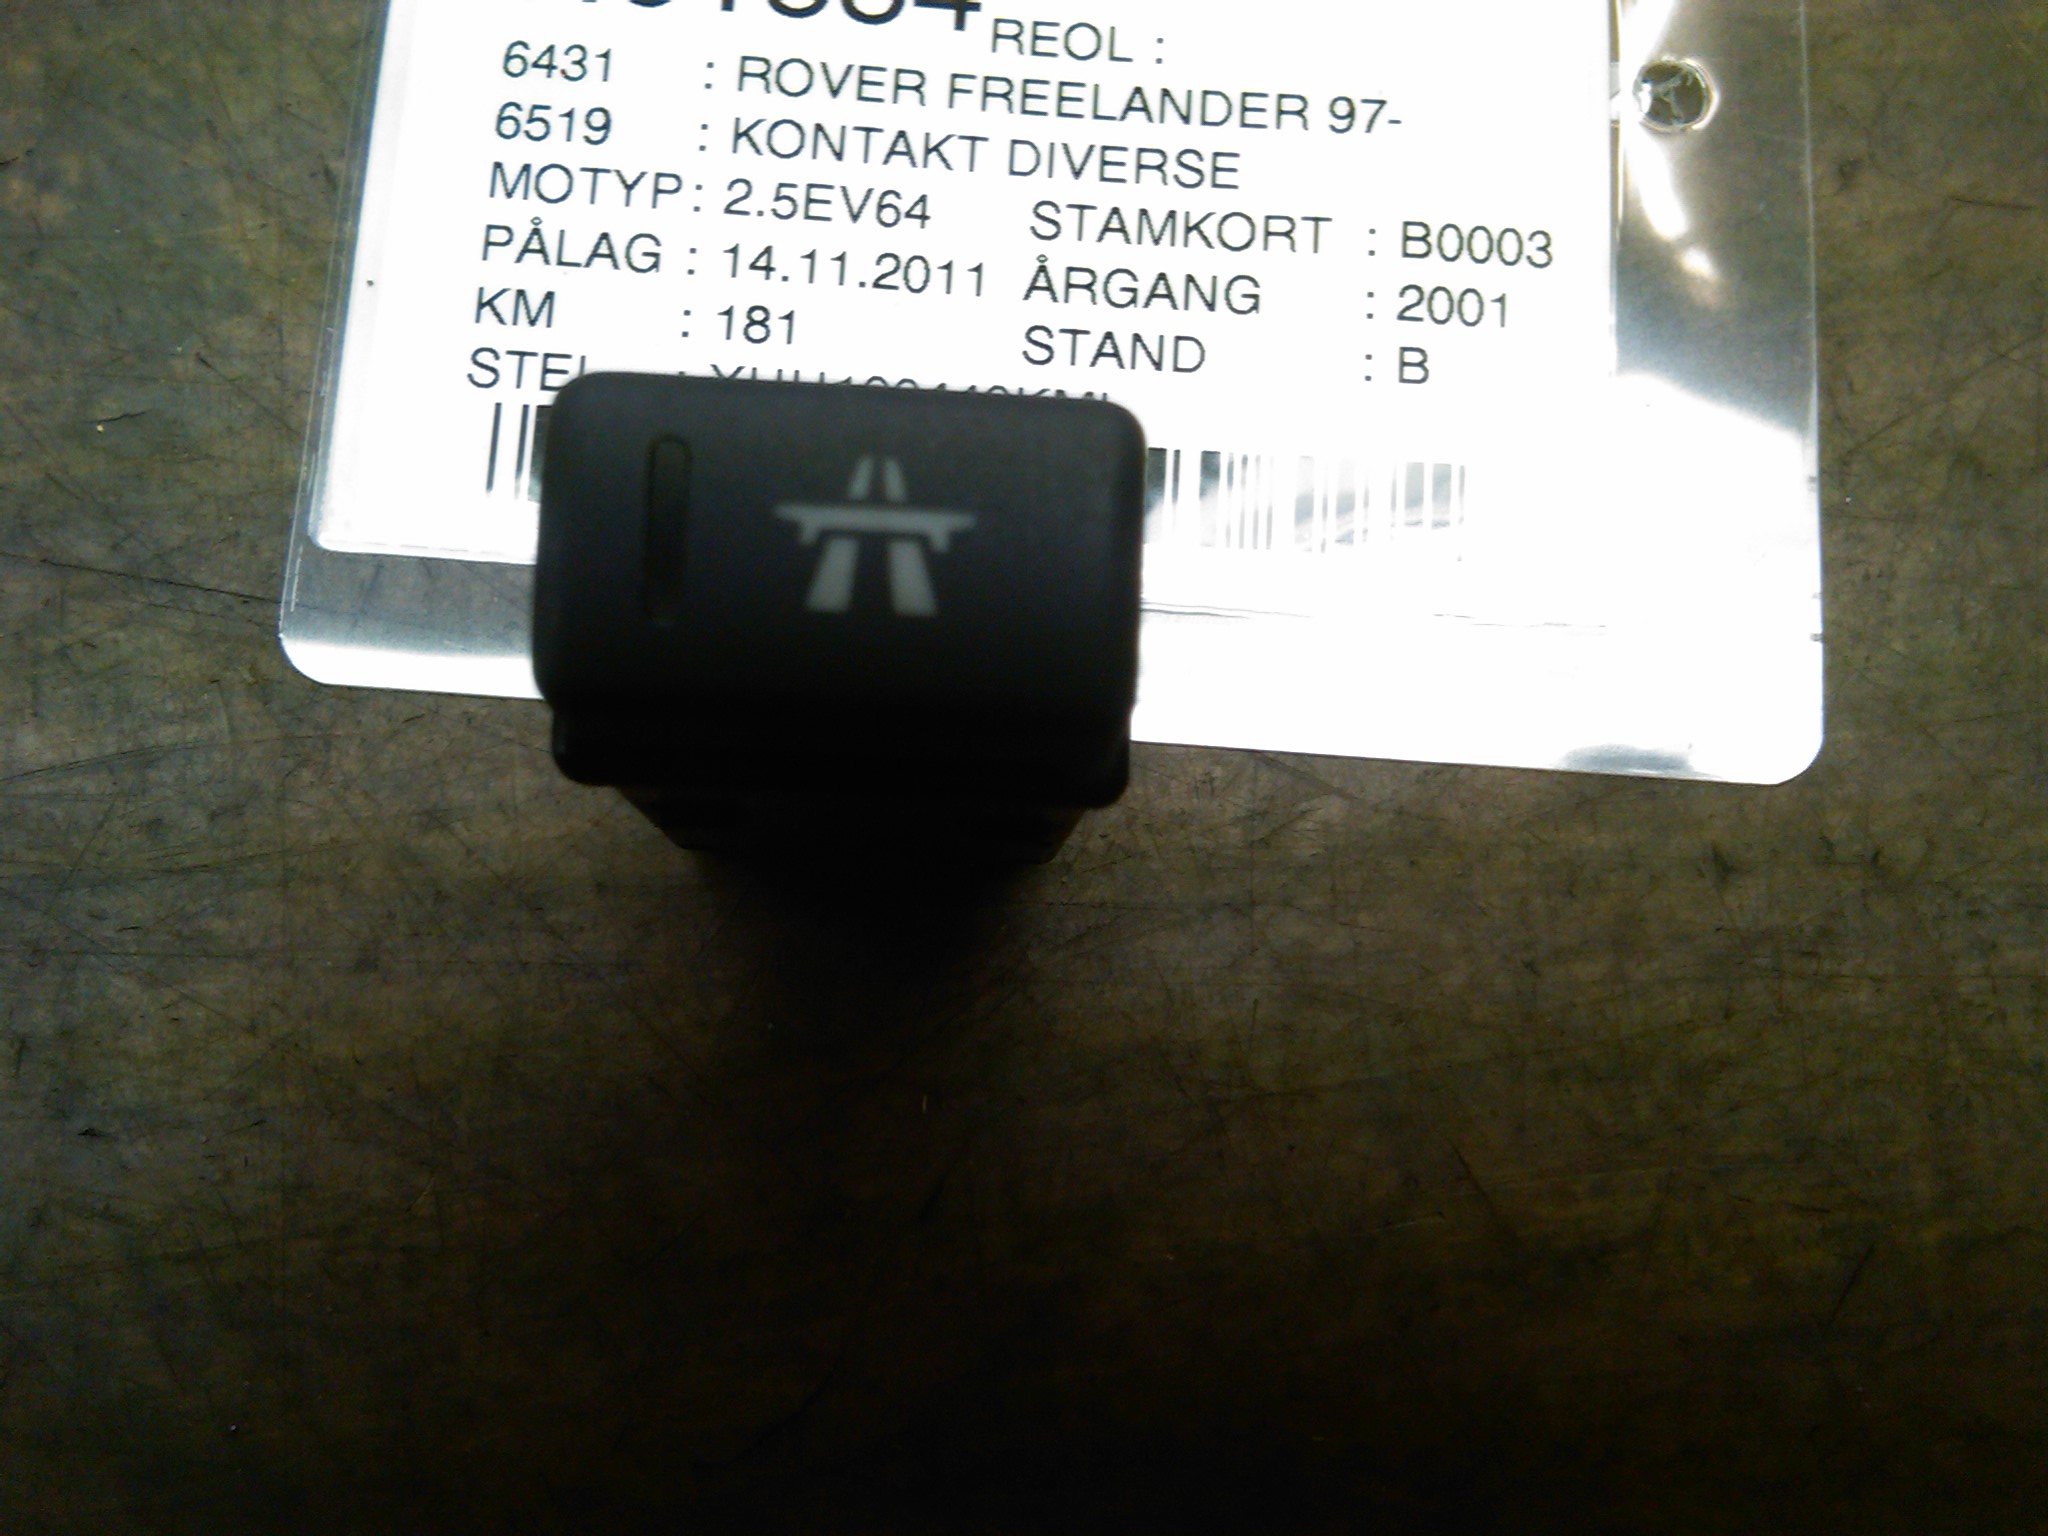 REOL :
6431 : ROVER FREELANDER 97-
6519 : KONTAKT DIVERSE
MOTYP : 2.5EV64 STAMKORT : B0003
PÅLAG : 14.11.2011 ÅRGANG : 2001
KM : 181 STAND : B
STEL :